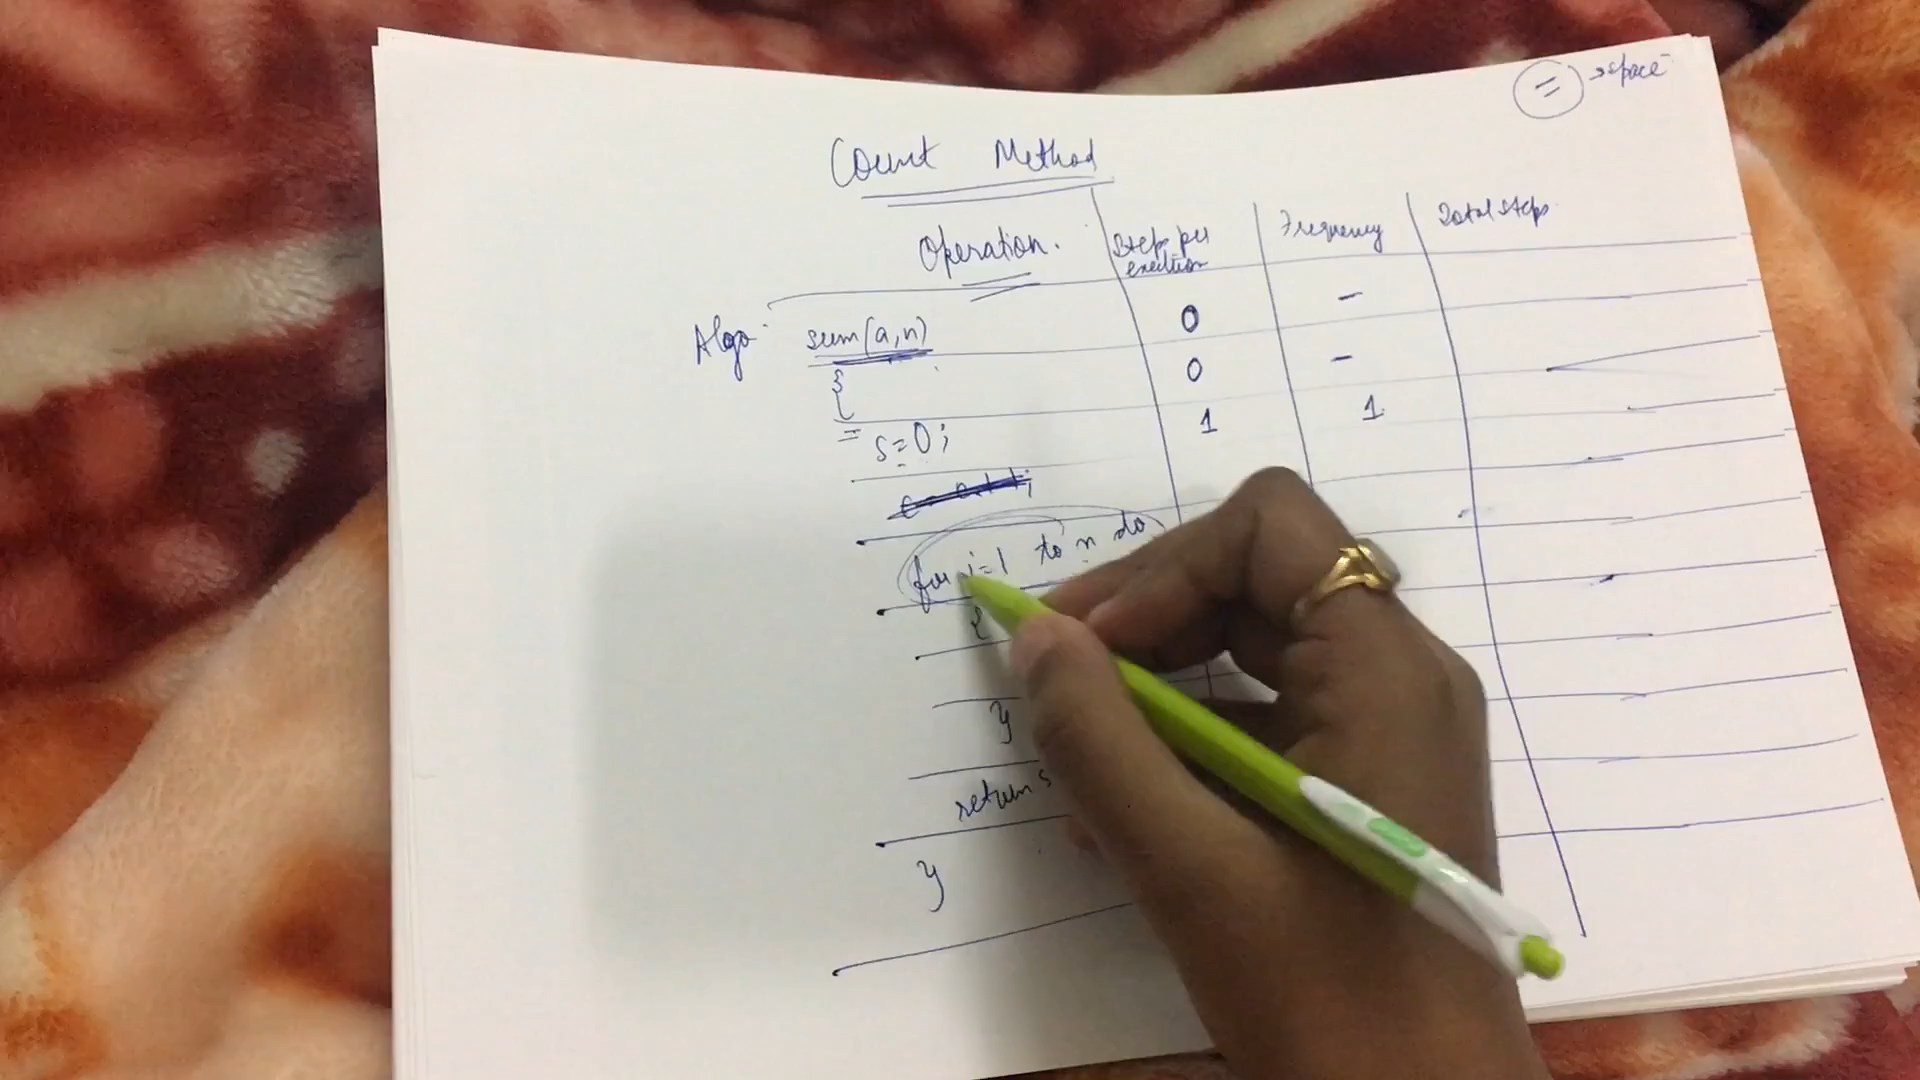 = → space
Count Method
Operation. Steps per execution Frequency Total Steps
Algo. sum(a,n) 0 -
{ 0 -
s=0; 1 1
for i=1 to n do
{
}
return s
}